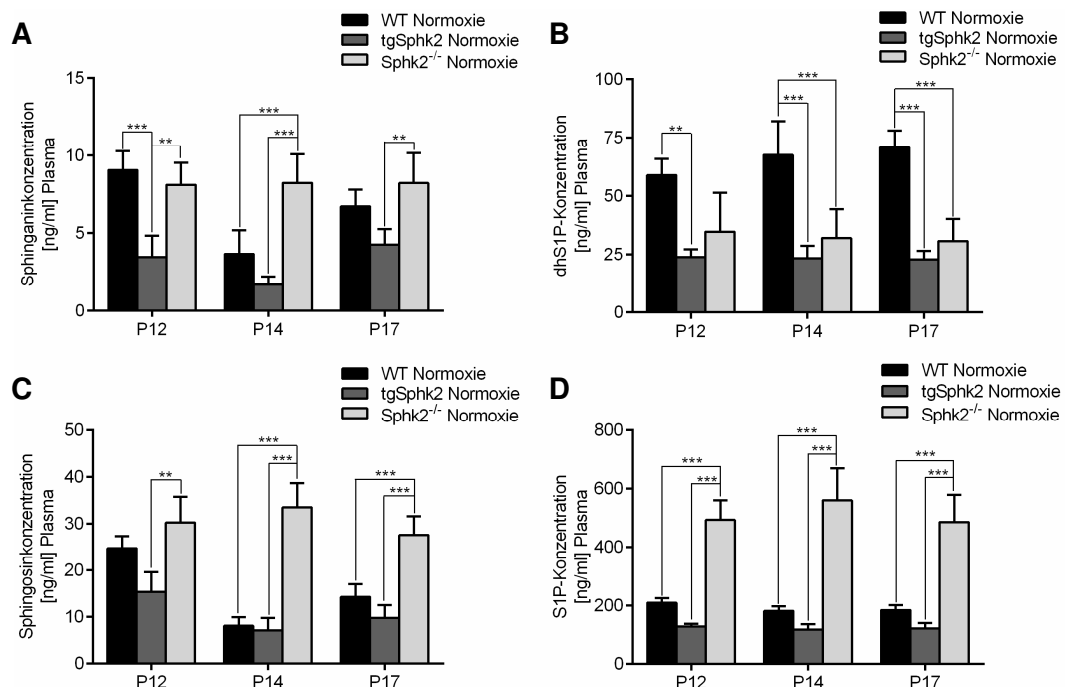 A
WT Normoxie
tgSphk2 Normoxie
Sphk2-/- Normoxie
Sphinganinkonzentration
[ng/ml] Plasma
15
10
5
0
*** **
*** ***
**
P12 P14 P17
B
WT Normoxie
tgSphk2 Normoxie
Sphk2-/- Normoxie
dhS1P-Konzentration
[ng/ml] Plasma
100
75
50
25
0
**
*** ***
*** ***
P12 P14 P17
C
WT Normoxie
tgSphk2 Normoxie
Sphk2-/- Normoxie
Sphingosinkonzentration
[ng/ml] Plasma
50
40
30
20
10
0
**
*** ***
*** ***
P12 P14 P17
D
WT Normoxie
tgSphk2 Normoxie
Sphk2-/- Normoxie
S1P-Konzentration
[ng/ml] Plasma
800
600
400
200
0
*** ***
*** ***
*** ***
P12 P14 P17